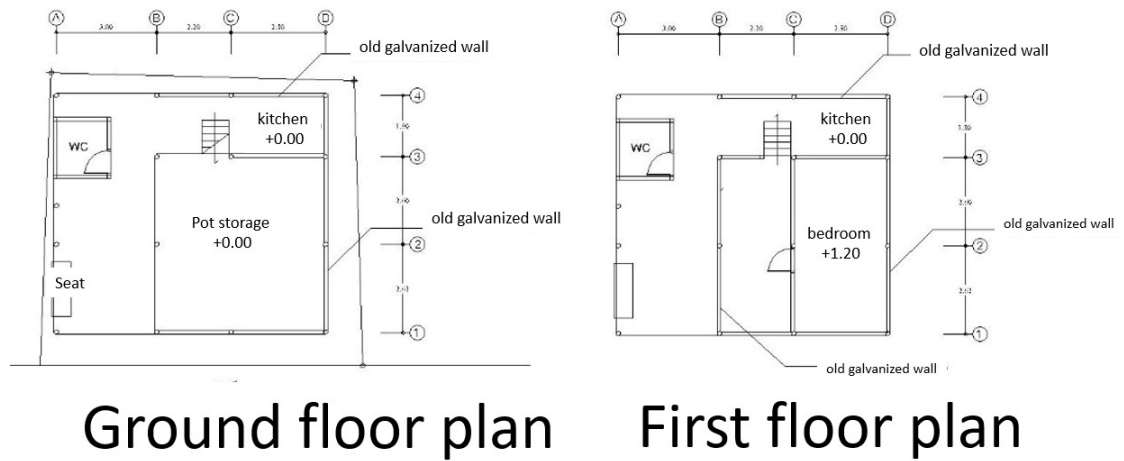 A B C D
3.00 2.20 2.80
old galvanized wall
4
kitchen
+0.00
WC
3
Pot storage
+0.00
old galvanized wall
2
Seat
1
Ground floor plan
A B C D
3.00 2.20 2.80
old galvanized wall
4
kitchen
+0.00
WC
3
old galvanized wall
bedroom
+1.20
2
1
old galvanized wall
First floor plan